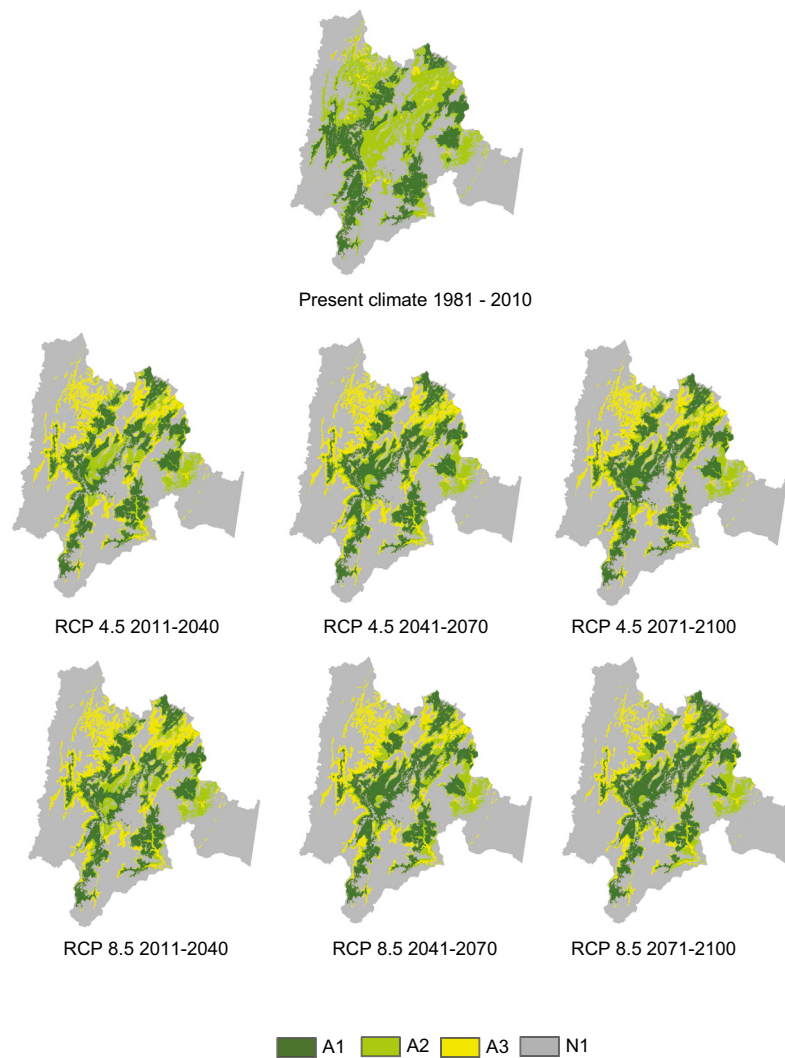 Present climate 1981 - 2010
RCP 4.5 2011-2040
RCP 4.5 2041-2070
RCP 4.5 2071-2100
RCP 8.5 2011-2040
RCP 8.5 2041-2070
RCP 8.5 2071-2100
A1 A2 A3 N1